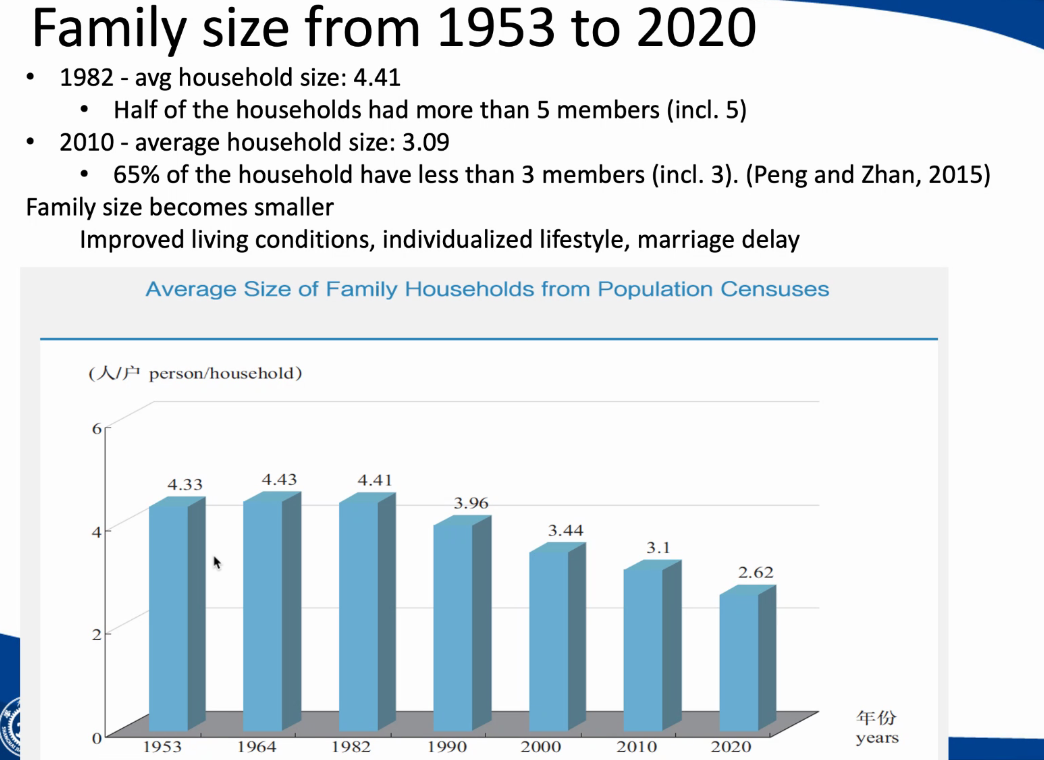 Family size from 1953 to 2020
• 1982 - avg household size: 4.41
• Half of the households had more than 5 members (incl. 5)
• 2010 - average household size: 3.09
• 65% of the household have less than 3 members (incl. 3). (Peng and Zhan, 2015)
Family size becomes smaller
Improved living conditions, individualized lifestyle, marriage delay
Average Size of Family Households from Population Censuses
(人/户 person/household)
6
4
2
0
4.33
4.43
4.41
3.96
3.44
3.1
2.62
1953
1964
1982
1990
2000
2010
2020
年份
years